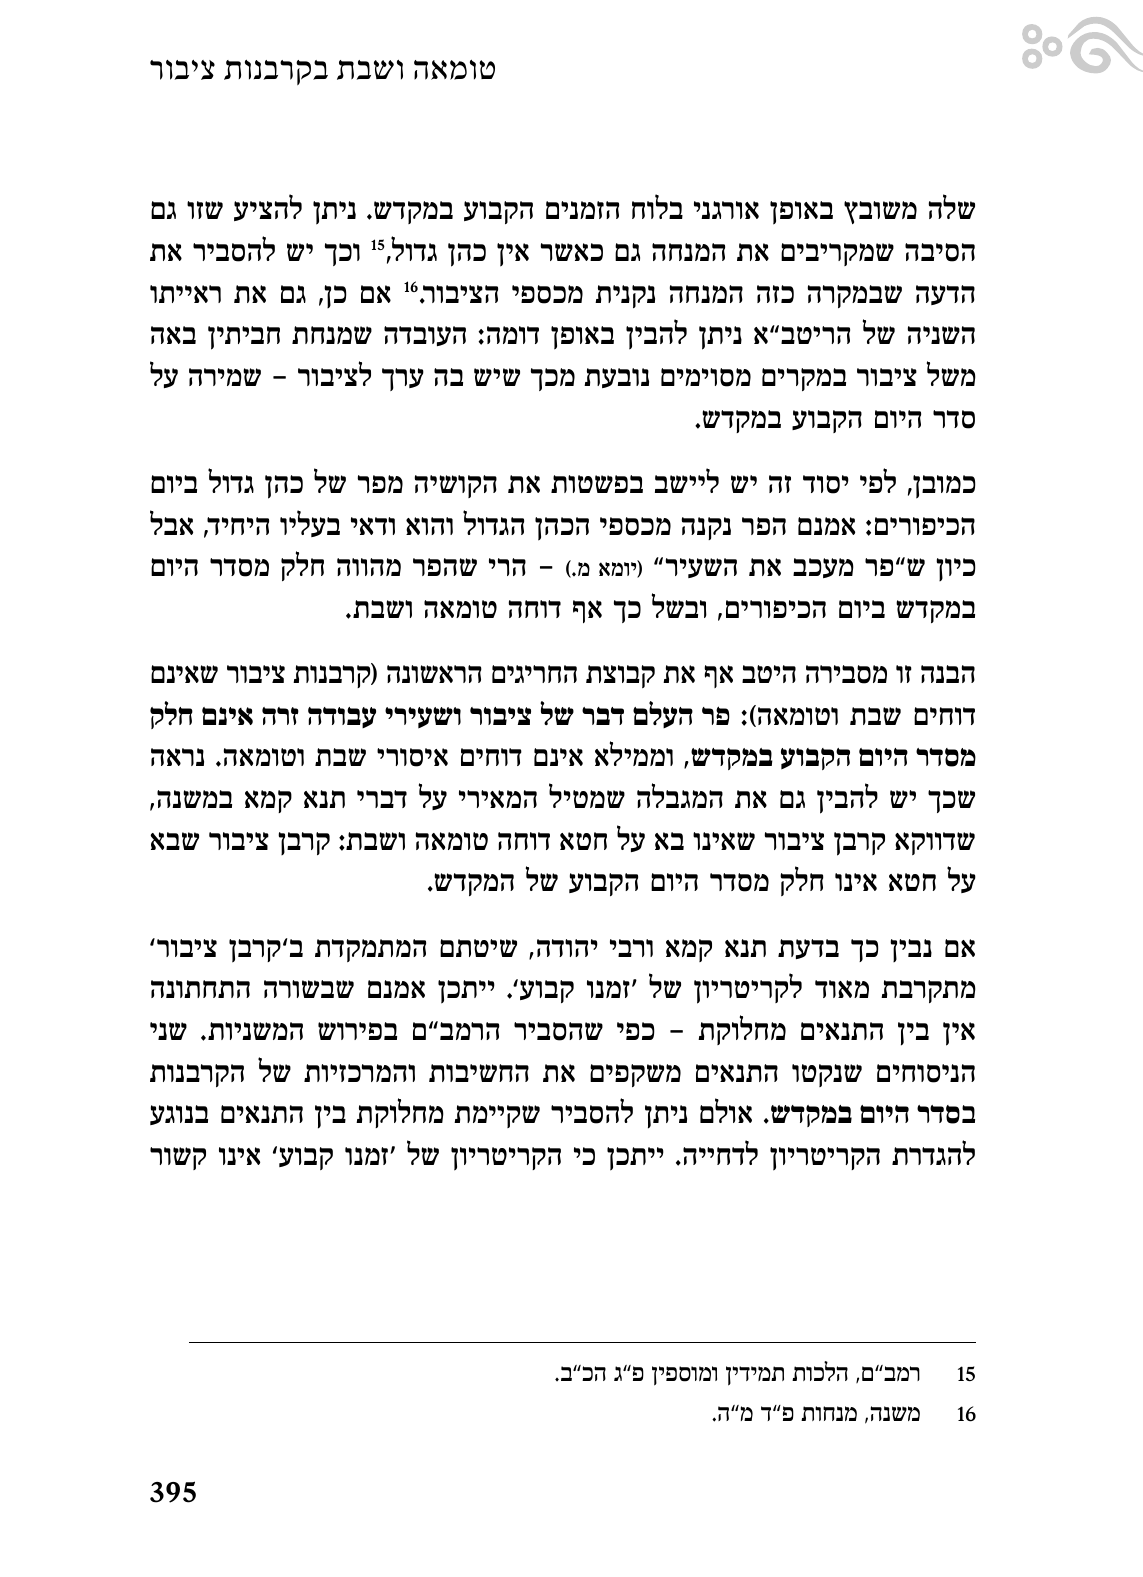 טומאה ושבת בקרבנות ציבור
שלה משובץ באופן אורגני בלוח הזמנים הקבוע במקדש. ניתן להציע שזו גם
הסיבה שמקריבים את המנחה גם כאשר אין כהן גדול,15 וכך יש להסביר את
הדעה שבמקרה כזה המנחה נקנית מכספי הציבור.16 אם כן, גם את ראייתו
השניה של הריטב"א ניתן להבין באופן דומה: העובדה שמנחת חביתין באה
משל ציבור במקרים מסוימים נובעת מכך שיש בה ערך לציבור – שמירה על
סדר היום הקבוע במקדש.
כמובן, לפי יסוד זה יש ליישב בפשטות את הקושיה מפר של כהן גדול ביום
הכיפורים: אמנם הפר נקנה מכספי הכהן הגדול והוא ודאי בעליו היחיד, אבל
כיון ש"פר מעכב את השעיר" (יומא מ.) – הרי שהפר מהווה חלק מסדר היום
במקדש ביום הכיפורים, ובשל כך אף דוחה טומאה ושבת.
הבנה זו מסבירה היטב אף את קבוצת החריגים הראשונה (קרבנות ציבור שאינם
דוחים שבת וטומאה): פר העלם דבר של ציבור ושעירי עבודה זרה אינם חלק
מסדר היום הקבוע במקדש, וממילא אינם דוחים איסורי שבת וטומאה. נראה
שכך יש להבין גם את המגבלה שמטיל המאירי על דברי תנא קמא במשנה,
שדווקא קרבן ציבור שאינו בא על חטא דוחה טומאה ושבת: קרבן ציבור שבא
על חטא אינו חלק מסדר היום הקבוע של המקדש.
אם נבין כך בדעת תנא קמא ורבי יהודה, שיטתם המתמקדת ב'קרבן ציבור'
מתקרבת מאוד לקריטריון של 'זמנו קבוע'. ייתכן אמנם שבשורה התחתונה
אין בין התנאים מחלוקת – כפי שהסביר הרמב"ם בפירוש המשניות. שני
הניסוחים שנקטו התנאים משקפים את החשיבות והמרכזיות של הקרבנות
בסדר היום במקדש. אולם ניתן להסביר שקיימת מחלוקת בין התנאים בנוגע
להגדרת הקריטריון לדחייה. ייתכן כי הקריטריון של 'זמנו קבוע' אינו קשור
15 רמב"ם, הלכות תמידין ומוספין פ"ג הכ"ב.
16 משנה, מנחות פ"ד מ"ה.
395